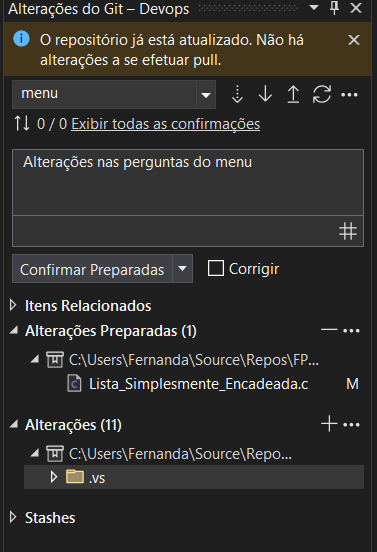 Alterações do Git – Devops
O repositório já está atualizado. Não há
alterações a se efetuar pull.
menu
0 / 0 Exibir todas as confirmações
Alterações nas perguntas do menu
Confirmar Preparadas
Corrigir
Itens Relacionados
Alterações Preparadas (1)
C:\Users\Fernanda\Source\Repos\FP...
Lista_Simplesmente_Encadeada.c M
Alterações (11)
C:\Users\Fernanda\Source\Repo...
.vs
Stashes